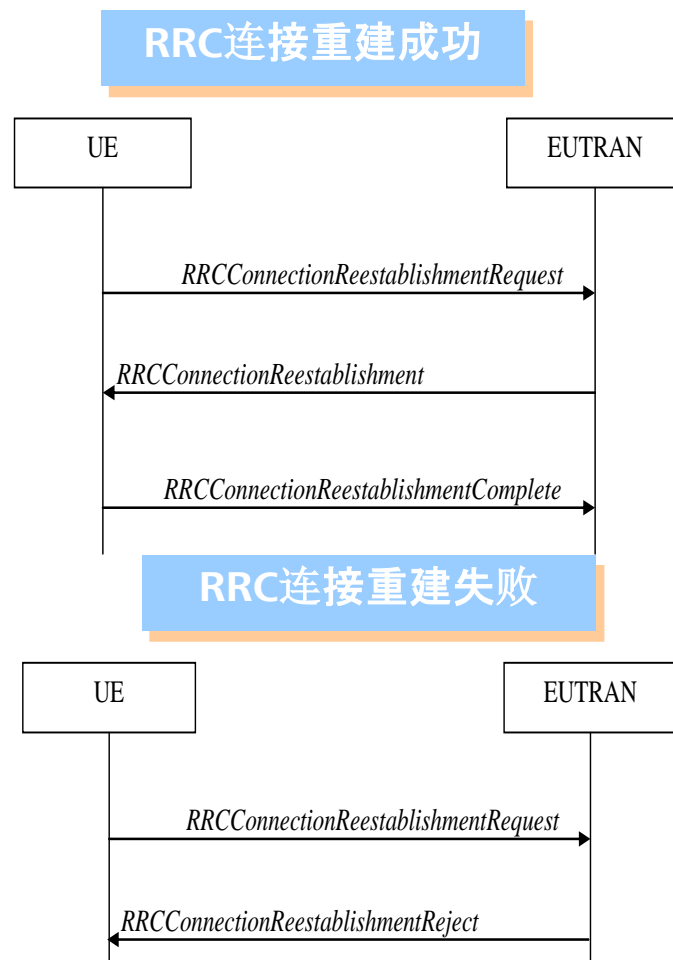 RRC连接重建成功
UE
EUTRAN
RRCConnectionReestablishmentRequest
RRCConnectionReestablishment
RRCConnectionReestablishmentComplete
RRC连接重建失败
UE
EUTRAN
RRCConnectionReestablishmentRequest
RRCConnectionReestablishmentReject